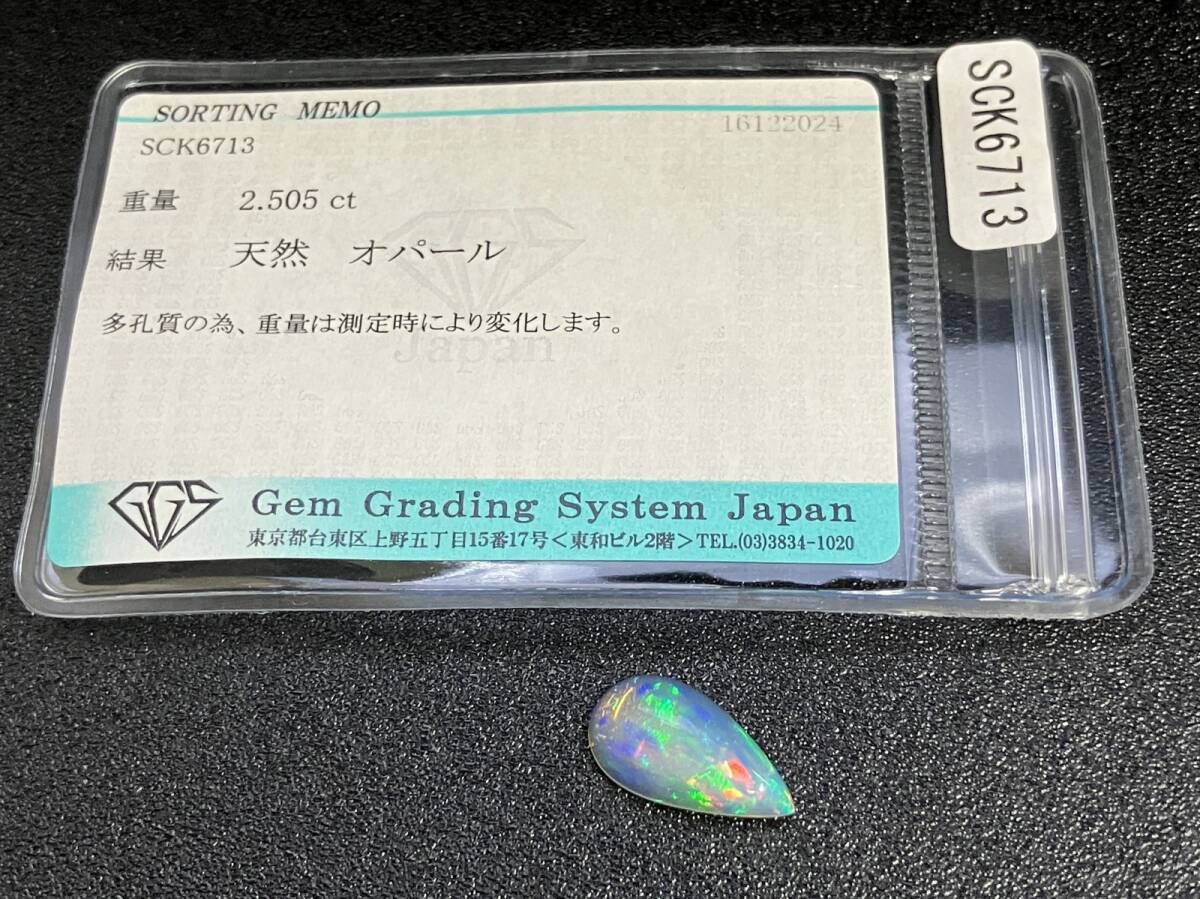 SORTING MEMO
16122024
SCK6713
重量 2.505 ct
結果 天然 オパール
多孔質の為、重量は測定時により変化します。
GGS
Japan
GGS Gem Grading System Japan
東京都台東区上野五丁目15番17号＜東和ビル2階＞TEL.(03)3834-1020
SCK6713